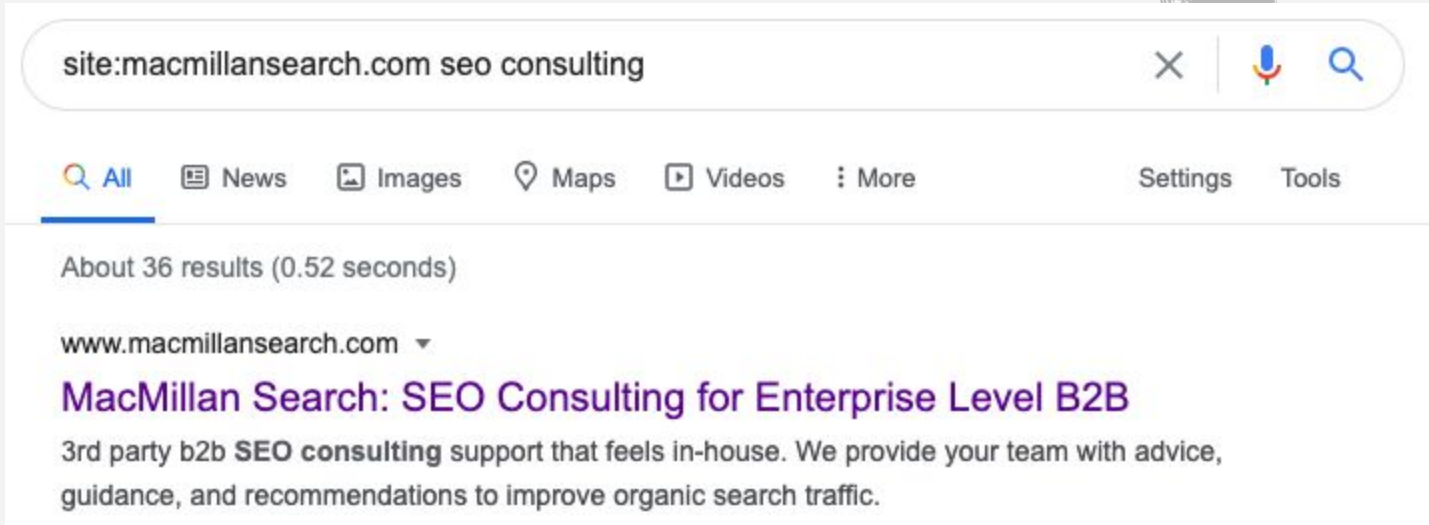 site:macmillansearch.com seo consulting
All News Images Maps Videos More Settings Tools
About 36 results (0.52 seconds)
www.macmillansearch.com
MacMillan Search: SEO Consulting for Enterprise Level B2B
3rd party b2b SEO consulting support that feels in-house. We provide your team with advice,
guidance, and recommendations to improve organic search traffic.